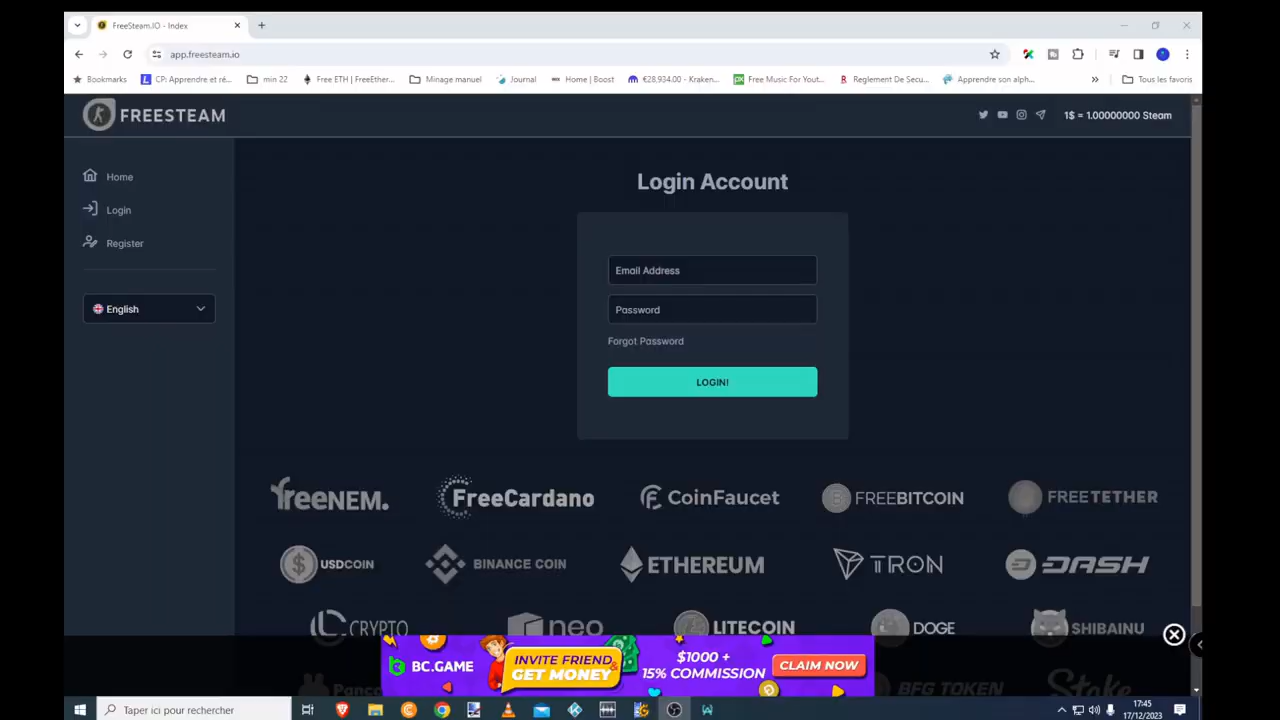 FreeSteam.IO - Index
app.freesteam.io
Bookmarks
CP: Apprendre et ré...
min 22
Free ETH | FreeEther...
Minage manuel
Journal
Home | Boost
€28,934.00 - Kraken...
Free Music For Yout...
Reglement De Secu...
Apprendre son alph...
Tous les favoris
FREESTEAM
1$ = 1.00000000 Steam
Home
Login
Register
English
Login Account
Email Address
Password
Forgot Password
LOGIN!
freeNEM.
FreeCardano
CoinFaucet
FREEBITCOIN
FREETETHER
USDCOIN
BINANCE COIN
ETHEREUM
TRON
DASH
CRYPTO
neo
LITECOIN
DOGE
SHIBAINU
BC.GAME
INVITE FRIEND
GET MONEY
$1000 +
15% COMMISSION
CLAIM NOW
BFG TOKEN
Stake
Taper ici pour rechercher
17:45
17/12/2023